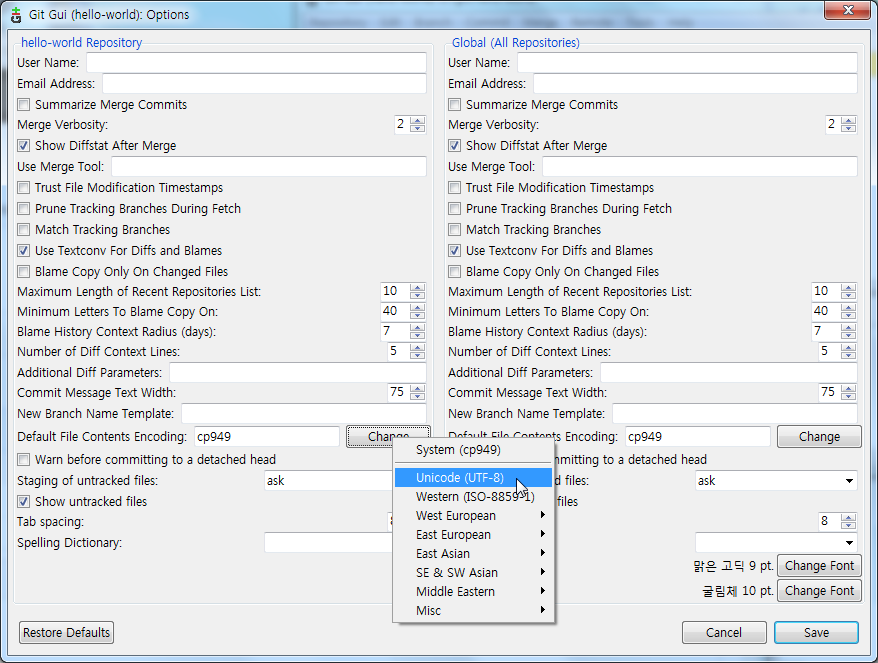 Git Gui (hello-world): Options
hello-world Repository
User Name:
Email Address:
Summarize Merge Commits
Merge Verbosity: 2
Show Diffstat After Merge
Use Merge Tool:
Trust File Modification Timestamps
Prune Tracking Branches During Fetch
Match Tracking Branches
Use Textconv For Diffs and Blames
Blame Copy Only On Changed Files
Maximum Length of Recent Repositories List: 10
Minimum Letters To Blame Copy On: 40
Blame History Context Radius (days): 7
Number of Diff Context Lines: 5
Additional Diff Parameters:
Commit Message Text Width: 75
New Branch Name Template:
Default File Contents Encoding: cp949 Change
Warn before committing to a detached head
Staging of untracked files: ask
Show untracked files
Tab spacing:
Spelling Dictionary:
System (cp949)
Unicode (UTF-8)
Western (ISO-8859-1)
West European
East European
East Asian
SE & SW Asian
Middle Eastern
Misc
Global (All Repositories)
User Name:
Email Address:
Summarize Merge Commits
Merge Verbosity: 2
Show Diffstat After Merge
Use Merge Tool:
Trust File Modification Timestamps
Prune Tracking Branches During Fetch
Match Tracking Branches
Use Textconv For Diffs and Blames
Blame Copy Only On Changed Files
Maximum Length of Recent Repositories List: 10
Minimum Letters To Blame Copy On: 40
Blame History Context Radius (days): 7
Number of Diff Context Lines: 5
Additional Diff Parameters:
Commit Message Text Width: 75
New Branch Name Template:
Default File Contents Encoding: cp949 Change
mmitting to a detached head
d files: ask
files
8
맑은 고딕 9 pt. Change Font
굴림체 10 pt. Change Font
Restore Defaults
Cancel
Save